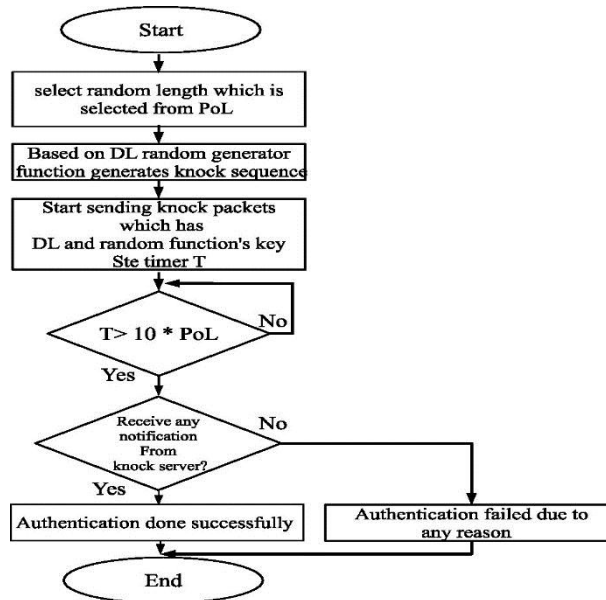 Start
select random length which is
selected from PoL
Based on DL random generator
function generates knock sequence
Start sending knock packets
which has
DL and random function's key
Ste timer T
T> 10 * PoL
No
Yes
Receive any
notification
From
knock server?
No
Yes
Authentication done successfully
Authentication failed due to
any reason
End